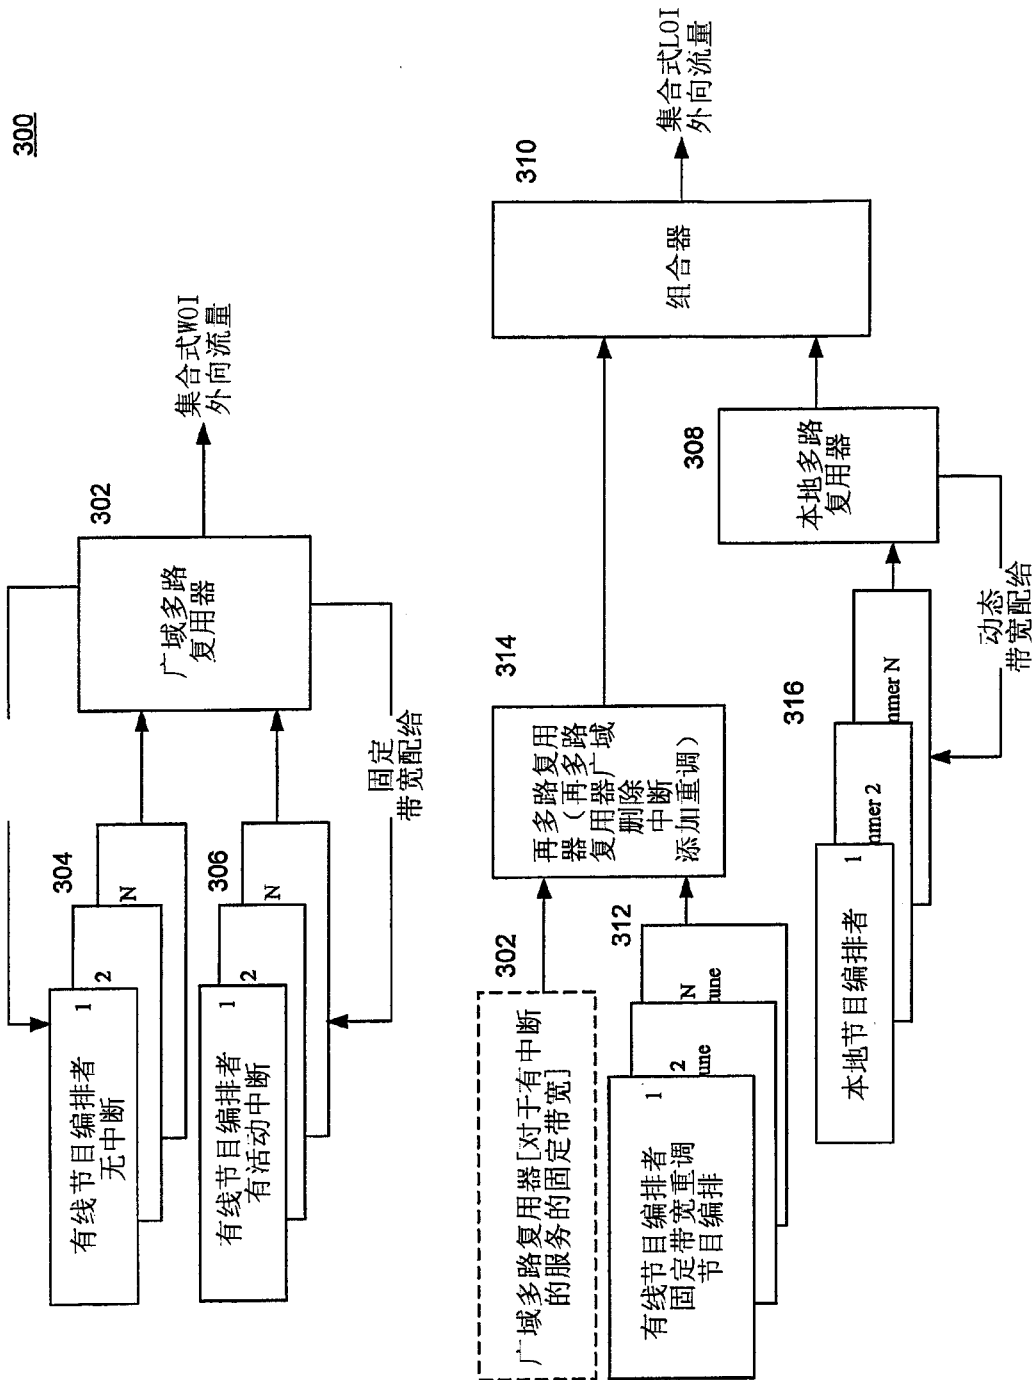 300
302
广域多路
复用器
集合式WOI
外向流量
固定
带宽配给
304
有线节目编排者
无中断
1
2
N
306
有线节目编排者
有活动中断
1
2
N
310
组合器
集合式LOI
外向流量
314
再多路复用
器（再多路
复用器广域
删除
中断
添加重调）
302
广域多路复用器[对于有中断
的服务的固定带宽]
312
有线节目编排者
固定带宽重调
节目编排
1
2
une
N
tune
308
本地多路
复用器
动态
带宽配给
316
本地节目编排者
1
nmer 2
nmer N